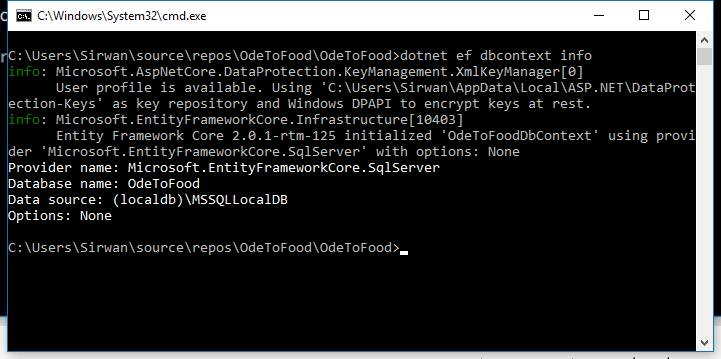 C:\Windows\System32\cmd.exe
C:\Users\Sirwan\source\repos\OdeToFood\OdeToFood>dotnet ef dbcontext info
info: Microsoft.AspNetCore.DataProtection.KeyManagement.XmlKeyManager[0]
      User profile is available. Using 'C:\Users\Sirwan\AppData\Local\ASP.NET\DataProt
ection-Keys' as key repository and Windows DPAPI to encrypt keys at rest.
info: Microsoft.EntityFrameworkCore.Infrastructure[10403]
      Entity Framework Core 2.0.1-rtm-125 initialized 'OdeToFoodDbContext' using provi
der 'Microsoft.EntityFrameworkCore.SqlServer' with options: None
Provider name: Microsoft.EntityFrameworkCore.SqlServer
Database name: OdeToFood
Data source: (localdb)\MSSQLLocalDB
Options: None
C:\Users\Sirwan\source\repos\OdeToFood\OdeToFood>